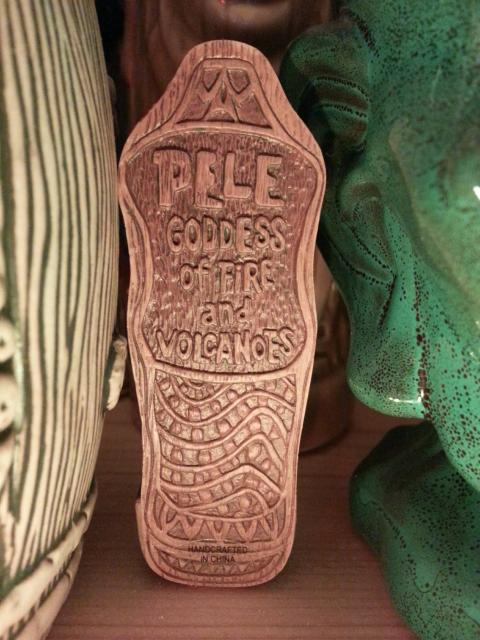 PELE
GODDESS
of FiRE
and
VOLCANOES
HANDCRAFTED
IN CHINA